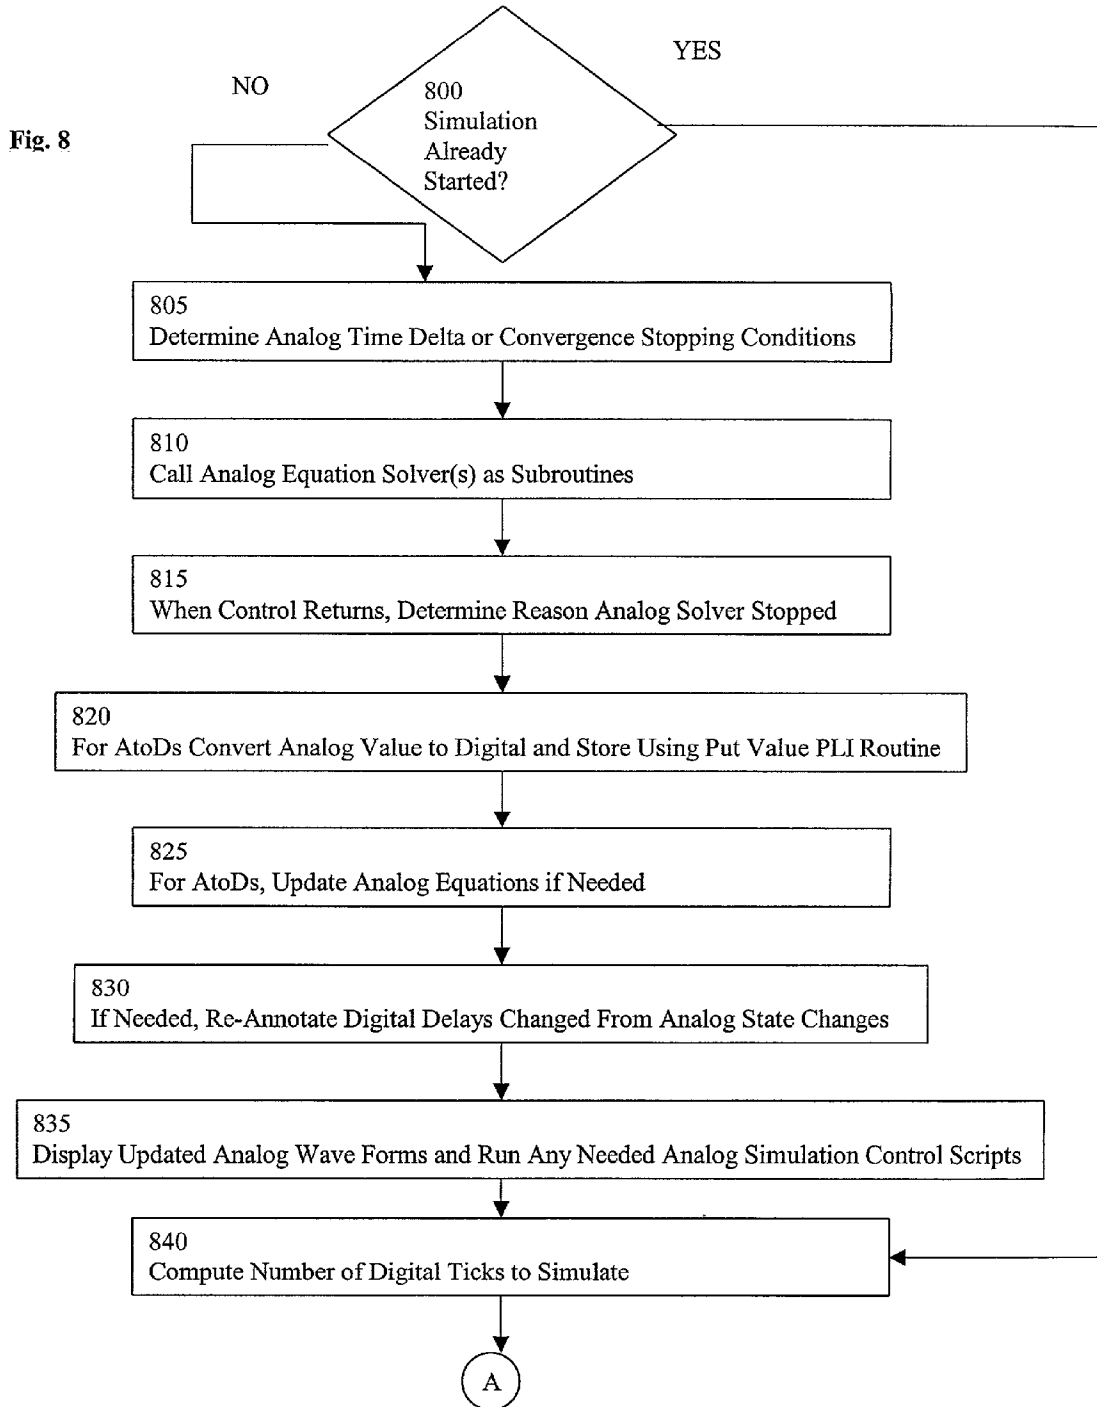 NO
YES
Fig. 8
800
Simulation
Already
Started?
805
Determine Analog Time Delta or Convergence Stopping Conditions
810
Call Analog Equation Solver(s) as Subroutines
815
When Control Returns, Determine Reason Analog Solver Stopped
820
For AtoDs Convert Analog Value to Digital and Store Using Put Value PLI Routine
825
For AtoDs, Update Analog Equations if Needed
830
If Needed, Re-Annotate Digital Delays Changed From Analog State Changes
835
Display Updated Analog Wave Forms and Run Any Needed Analog Simulation Control Scripts
840
Compute Number of Digital Ticks to Simulate
A